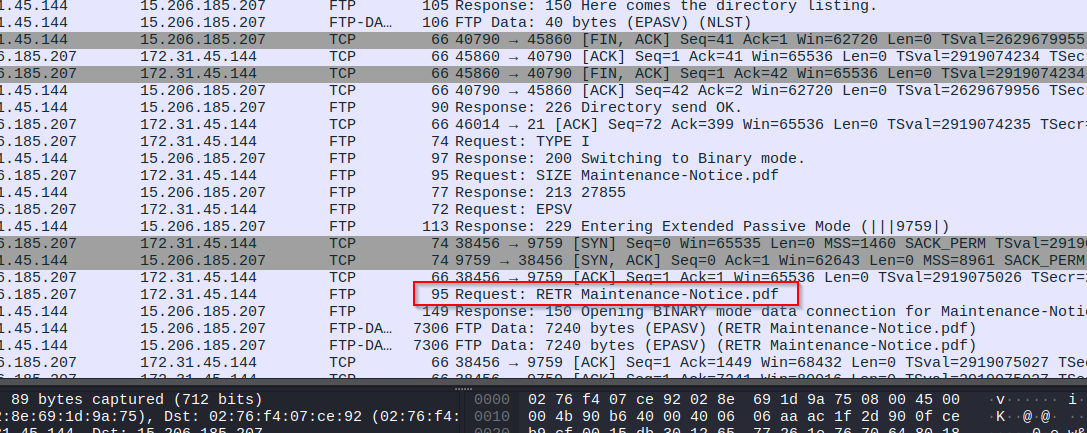 1.45.144 15.206.185.207 FTP 105 Response: 150 Here comes the directory listing.
1.45.144 15.206.185.207 FTP-DA… 106 FTP Data: 40 bytes (EPASV) (NLST)
1.45.144 15.206.185.207 TCP 66 40790 → 45860 [FIN, ACK] Seq=41 Ack=1 Win=62720 Len=0 TSval=2629679955
6.185.207 172.31.45.144 TCP 66 45860 → 40790 [ACK] Seq=1 Ack=41 Win=65536 Len=0 TSval=2919074234 TSecr
6.185.207 172.31.45.144 TCP 66 45860 → 40790 [FIN, ACK] Seq=1 Ack=42 Win=65536 Len=0 TSval=2919074234
1.45.144 15.206.185.207 TCP 66 40790 → 45860 [ACK] Seq=42 Ack=2 Win=62720 Len=0 TSval=2629679956 TSec
1.45.144 15.206.185.207 FTP 90 Response: 226 Directory send OK.
6.185.207 172.31.45.144 TCP 66 46014 → 21 [ACK] Seq=72 Ack=399 Win=65536 Len=0 TSval=2919074235 TSecr=
6.185.207 172.31.45.144 FTP 74 Request: TYPE I
1.45.144 15.206.185.207 FTP 97 Response: 200 Switching to Binary mode.
6.185.207 172.31.45.144 FTP 95 Request: SIZE Maintenance-Notice.pdf
1.45.144 15.206.185.207 FTP 77 Response: 213 27855
6.185.207 172.31.45.144 FTP 72 Request: EPSV
1.45.144 15.206.185.207 FTP 113 Response: 229 Entering Extended Passive Mode (|||9759|)
6.185.207 172.31.45.144 TCP 74 38456 → 9759 [SYN] Seq=0 Win=65535 Len=0 MSS=1460 SACK_PERM TSval=2919
1.45.144 15.206.185.207 TCP 74 9759 → 38456 [SYN, ACK] Seq=0 Ack=1 Win=62643 Len=0 MSS=8961 SACK_PERM
6.185.207 172.31.45.144 TCP 66 38456 → 9759 [ACK] Seq=1 Ack=1 Win=65536 Len=0 TSval=2919075026 TSecr=2
6.185.207 172.31.45.144 FTP 95 Request: RETR Maintenance-Notice.pdf
1.45.144 15.206.185.207 FTP 149 Response: 150 Opening BINARY mode data connection for Maintenance-Noti
1.45.144 15.206.185.207 FTP-DA… 7306 FTP Data: 7240 bytes (EPASV) (RETR Maintenance-Notice.pdf)
1.45.144 15.206.185.207 FTP-DA… 7306 FTP Data: 7240 bytes (EPASV) (RETR Maintenance-Notice.pdf)
6.185.207 172.31.45.144 TCP 66 38456 → 9759 [ACK] Seq=1 Ack=1449 Win=68432 Len=0 TSval=2919075027 TSec
89 bytes captured (712 bits) 0000 02 76 f4 07 ce 92 02 8e 69 1d 9a 75 08 00 45 00 ·v······ i··u··E·
2:8e:69:1d:9a:75), Dst: 02:76:f4:07:ce:92 (02:76:f4: 0010 00 4b 90 b6 40 00 40 06 06 aa ac 1f 2d 90 0f ce ·K··@·@·